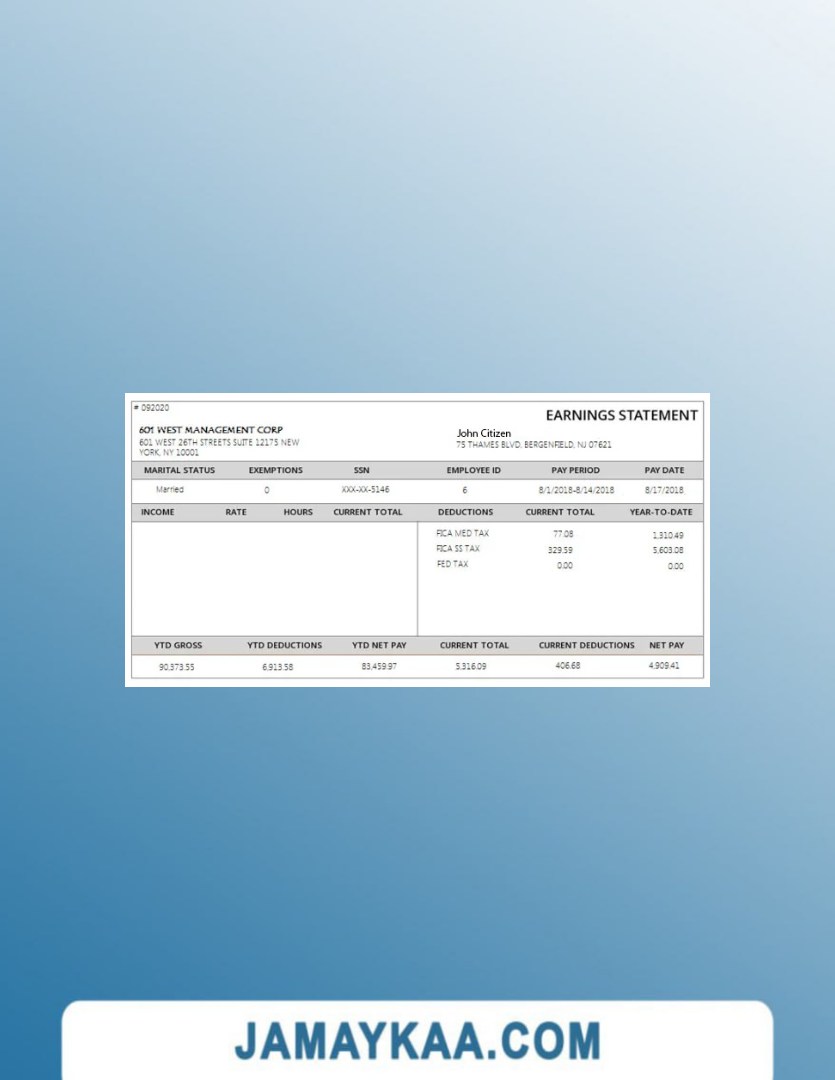 # 092020
EARNINGS STATEMENT
601 WEST MANAGEMENT CORP
John Citizen
601 WEST 26TH STREETS SUITE 12175 NEW
75 THAMES BLVD, BERGENFIELD, NJ 07621
YORK, NY 10001
MARITAL STATUS EXEMPTIONS SSN EMPLOYEE ID PAY PERIOD PAY DATE
Married 0 XXX-XX-5146 6 8/1/2018-8/14/2018 8/17/2018
INCOME RATE HOURS CURRENT TOTAL DEDUCTIONS CURRENT TOTAL YEAR-TO-DATE
FICA MED TAX 77.08 1,310.49
FICA SS TAX 329.59 5,603.08
FED TAX 0.00 0.00
YTD GROSS YTD DEDUCTIONS YTD NET PAY CURRENT TOTAL CURRENT DEDUCTIONS NET PAY
90,373.55 6,913.58 83,459.97 5,316.09 406.68 4,909.41
JAMAYKAA.COM